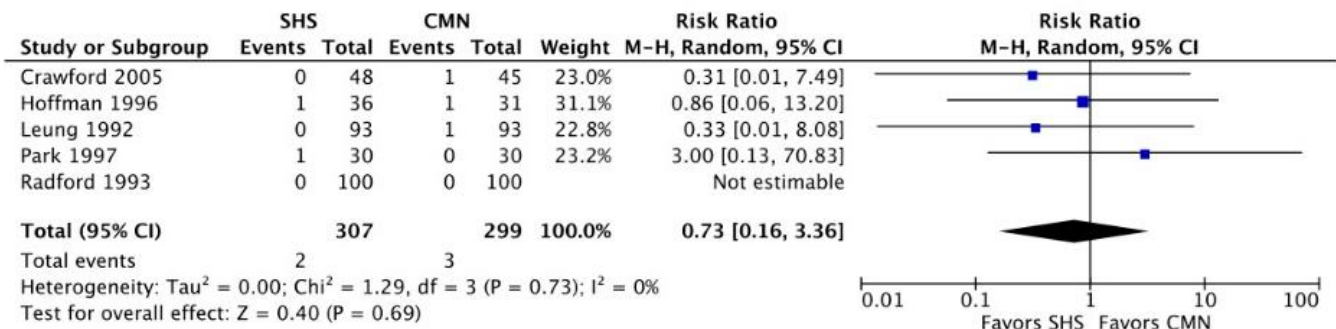 SHS CMN Risk Ratio Risk Ratio
Study or Subgroup Events Total Events Total Weight M-H, Random, 95% CI M-H, Random, 95% CI
Crawford 2005 0 48 1 45 23.0% 0.31 [0.01, 7.49]
Hoffman 1996 1 36 1 31 31.1% 0.86 [0.06, 13.20]
Leung 1992 0 93 1 93 22.8% 0.33 [0.01, 8.08]
Park 1997 1 30 0 30 23.2% 3.00 [0.13, 70.83]
Radford 1993 0 100 0 100 Not estimable
Total (95% CI) 307 299 100.0% 0.73 [0.16, 3.36]
Total events 2 3
Heterogeneity: Tau² = 0.00; Chi² = 1.29, df = 3 (P = 0.73); I² = 0%
Test for overall effect: Z = 0.40 (P = 0.69)
0.01 0.1 1 10 100
Favors SHS Favors CMN